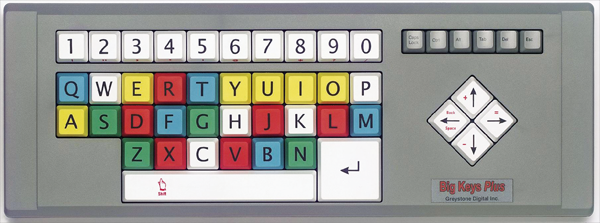 1 2 3 4 5 6 7 8 9 0
Caps Lock Ctrl Alt Tab Del Esc
Q W E R T Y U I O P
A S D F G H J K L M
Back Space
Z X C V B N
Shift
Big Keys Plus
Greystone Digital Inc.